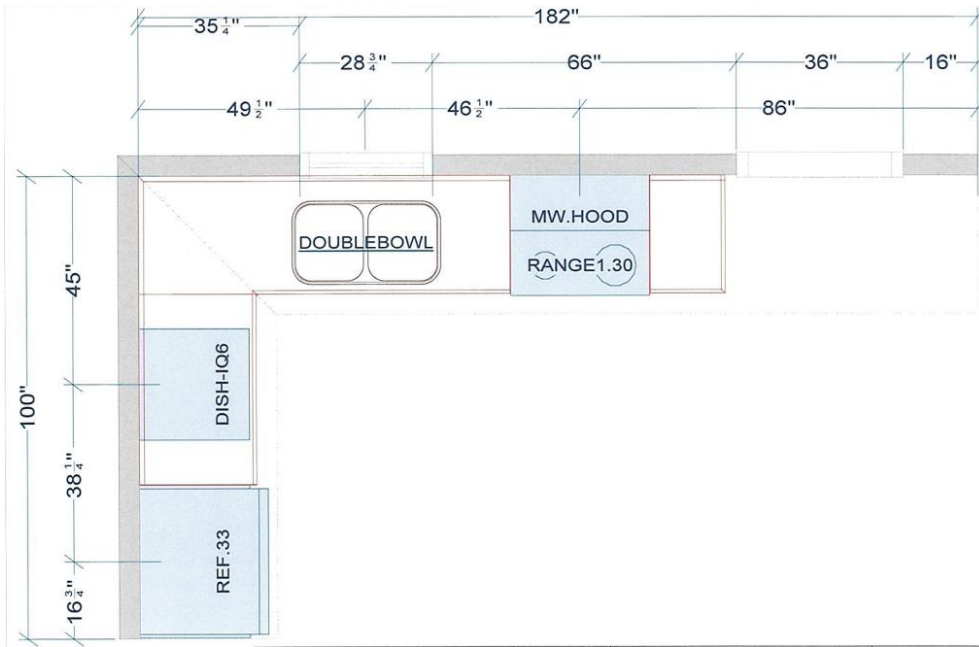 182"
35 1/4"
28 3/4"
66"
36"
16"
49 1/2"
46 1/2"
86"
MW.HOOD
DOUBLEBOWL
RANGE1.30
45"
DISH-IQ6
100"
38 1/4"
REF.33
16 3/4"